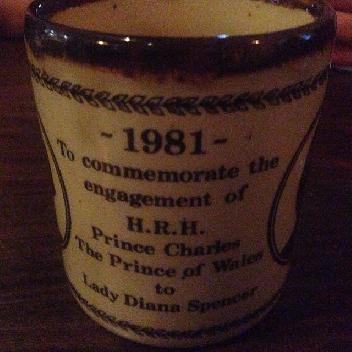 ~ 1981 ~
To commemorate the
engagement of
H.R.H.
Prince Charles
The Prince of Wales
to
Lady Diana Spencer